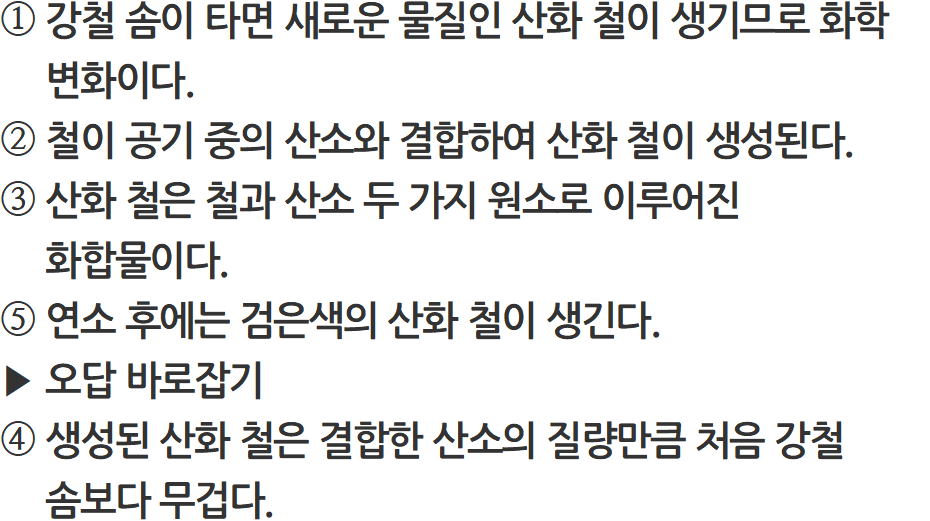 ① 강철 솜이 타면 새로운 물질인 산화 철이 생기므로 화학
변화이다.
② 철이 공기 중의 산소와 결합하여 산화 철이 생성된다.
③ 산화 철은 철과 산소 두 가지 원소로 이루어진
화합물이다.
⑤ 연소 후에는 검은색의 산화 철이 생긴다.
▶ 오답 바로잡기
④ 생성된 산화 철은 결합한 산소의 질량만큼 처음 강철
솜보다 무겁다.